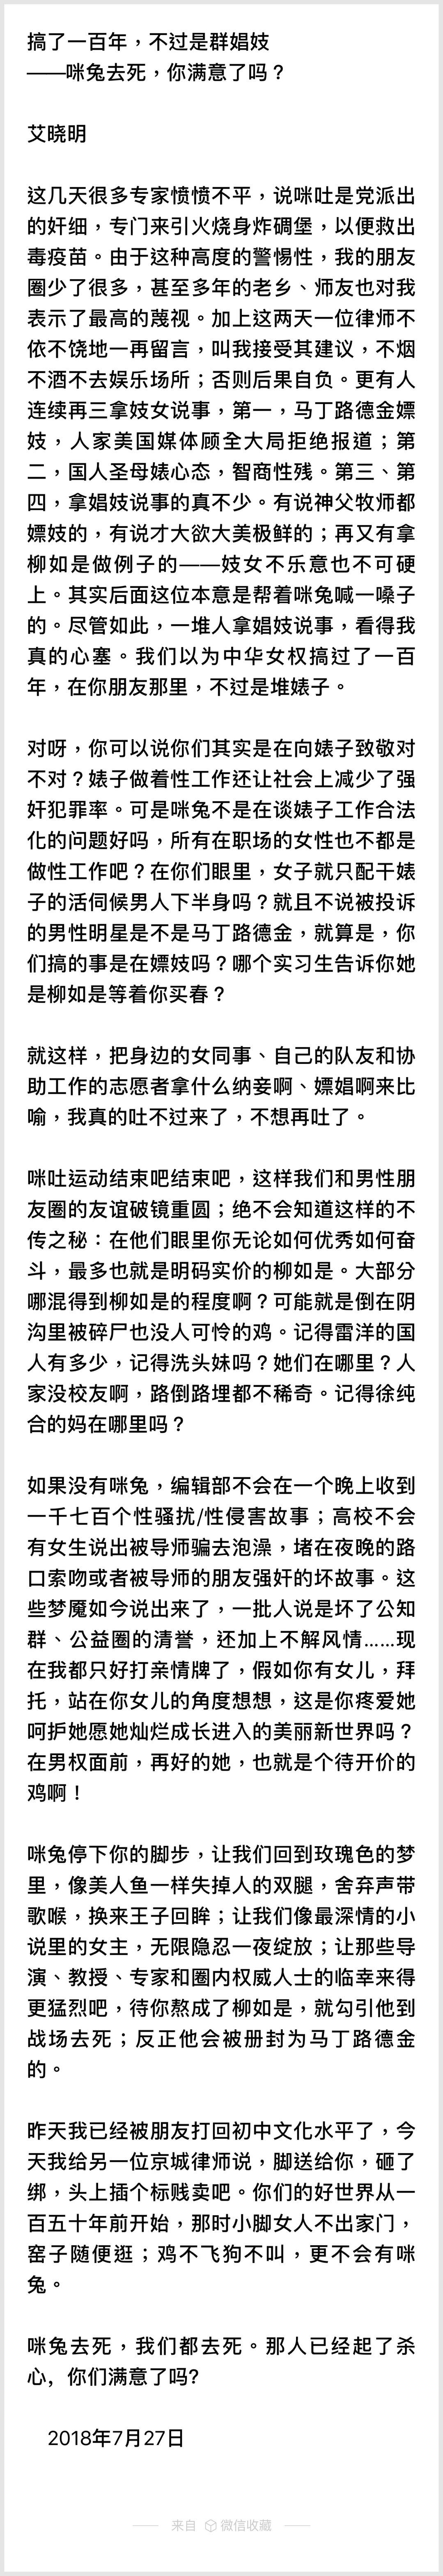 搞了一百年，不过是群娼妓
——咪兔去死，你满意了吗？
艾晓明
这几天很多专家愤愤不平，说咪吐是党派出
的奸细，专门来引火烧身炸碉堡，以便救出
毒疫苗。由于这种高度的警惕性，我的朋友
圈少了很多，甚至多年的老乡、师友也对我
表示了最高的蔑视。加上这两天一位律师不
依不饶地一再留言，叫我接受其建议，不烟
不酒不去娱乐场所；否则后果自负。更有人
连续再三拿妓女说事，第一，马丁路德金嫖
妓，人家美国媒体顾全大局拒绝报道；第
二，国人圣母婊心态，智商性残。第三、第
四，拿娼妓说事的真不少。有说神父牧师都
嫖妓的，有说才大欲大美极鲜的；再又有拿
柳如是做例子的——妓女不乐意也不可硬
上。其实后面这位本意是帮着咪兔喊一嗓子
的。尽管如此，一堆人拿娼妓说事，看得我
真的心塞。我们以为中华女权搞过了一百
年，在你朋友那里，不过是堆婊子。
对呀，你可以说你们其实是在向婊子致敬对
不对？婊子做着性工作还让社会上减少了强
奸犯罪率。可是咪兔不是在谈婊子工作合法
化的问题好吗，所有在职场的女性也不都是
做性工作吧？在你们眼里，女子就只配干婊
子的活伺候男人下半身吗？就且不说被投诉
的男性明星是不是马丁路德金，就算是，你
们搞的事是在嫖妓吗？哪个实习生告诉你她
是柳如是等着你买春？
就这样，把身边的女同事、自己的队友和协
助工作的志愿者拿什么纳妾啊、嫖娼啊来比
喻，我真的吐不过来了，不想再吐了。
咪吐运动结束吧结束吧，这样我们和男性朋
友圈的友谊破镜重圆；绝不会知道这样的不
传之秘：在他们眼里你无论如何优秀如何奋
斗，最多也就是明码实价的柳如是。大部分
哪混得到柳如是的程度啊？可能就是倒在阴
沟里被碎尸也没人可怜的鸡。记得雷洋的国
人有多少，记得洗头妹吗？她们在哪里？人
家没校友啊，路倒路埋都不稀奇。记得徐纯
合的妈在哪里吗？
如果没有咪兔，编辑部不会在一个晚上收到
一千七百个性骚扰/性侵害故事；高校不会
有女生说出被导师骗去泡澡，堵在夜晚的路
口索吻或者被导师的朋友强奸的坏故事。这
些梦魇如今说出来了，一批人说是坏了公知
群、公益圈的清誉，还加上不解风情……现
在我都只好打亲情牌了，假如你有女儿，拜
托，站在你女儿的角度想想，这是你疼爱她
呵护她愿她灿烂成长进入的美丽新世界吗？
在男权面前，再好的她，也就是个待开价的
鸡啊！
咪兔停下你的脚步，让我们回到玫瑰色的梦
里，像美人鱼一样失掉人的双腿，舍弃声带
歌喉，换来王子回眸；让我们像最深情的小
说里的女主，无限隐忍一夜绽放；让那些导
演、教授、专家和圈内权威人士的临幸来得
更猛烈吧，待你熬成了柳如是，就勾引他到
战场去死；反正他会被册封为马丁路德金
的。
昨天我已经被朋友打回初中文化水平了，今
天我给另一位京城律师说，脚送给你，砸了
绑，头上插个标贱卖吧。你们的好世界从一
百五十年前开始，那时小脚女人不出家门，
窑子随便逛；鸡不飞狗不叫，更不会有咪
兔。
咪兔去死，我们都去死。那人已经起了杀
心，你们满意了吗?
2018年7月27日
来自 微信收藏